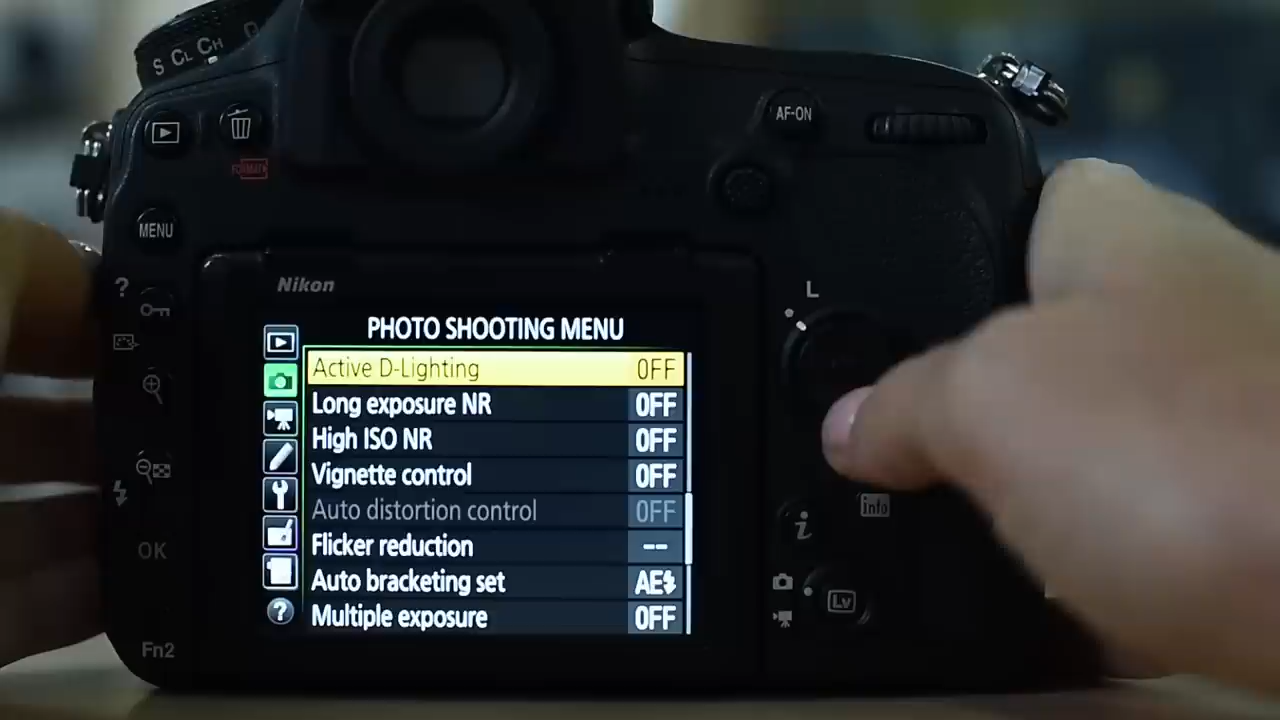 S CL CH
AF-ON
FORMAT
MENU
L
?
Nikon
PHOTO SHOOTING MENU
Active D-Lighting OFF
Long exposure NR OFF
High ISO NR OFF
Vignette control OFF
Auto distortion control OFF
Flicker reduction --
Auto bracketing set AE
Multiple exposure OFF
?
info
i
OK
Lv
Fn2